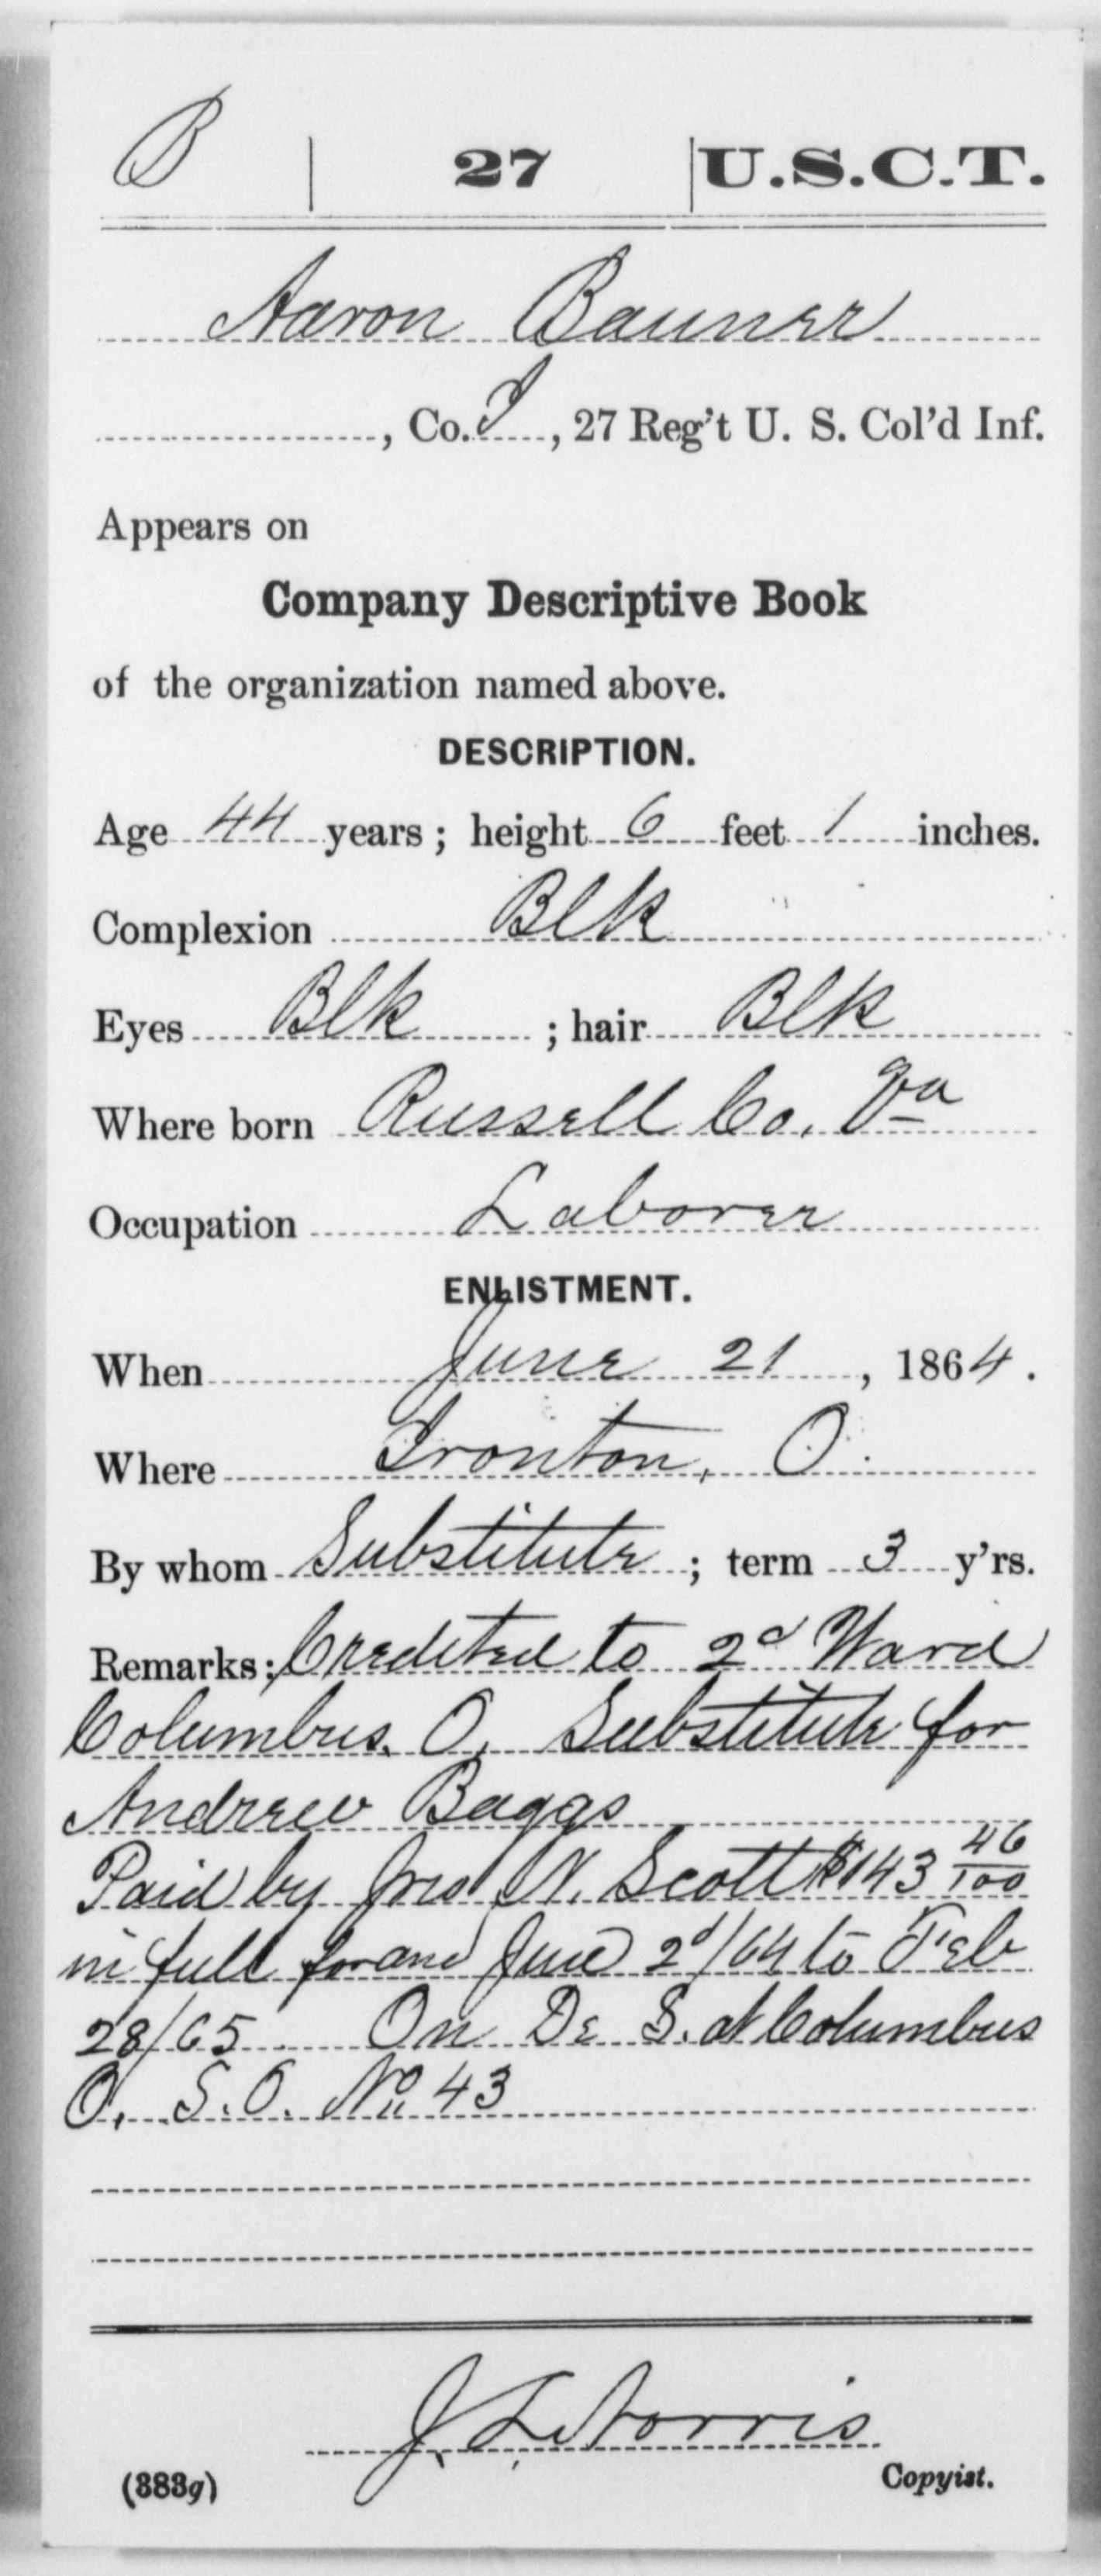 B | 27 | U.S.C.T.
Aaron Bauner
, Co. I, 27 Reg't U. S. Col'd Inf.
Appears on
Company Descriptive Book
of the organization named above.
DESCRIPTION.
Age 44 years; height 6 feet 1 inches.
Complexion Blk
Eyes Blk; hair Blk
Where born Russell Co. Va
Occupation Laborer
ENLISTMENT.
When June 21, 1864.
Where Ironton, O.
By whom Substitute; term 3 y'rs.
Remarks: Credited to 2d Ward
Columbus. O. Substitute for
Andrew Baggs
Paid by Jno N. Scott $143 46/100
in full for June 2d/64 to Feb
28/65 On De S. at Columbus
O. S.O. No 43
J. L. Norris
(383g) Copyist.